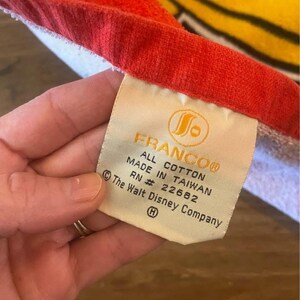 FRANCO®
ALL COTTON
MADE IN TAIWAN
RN # 22682
© The Walt Disney Company
H